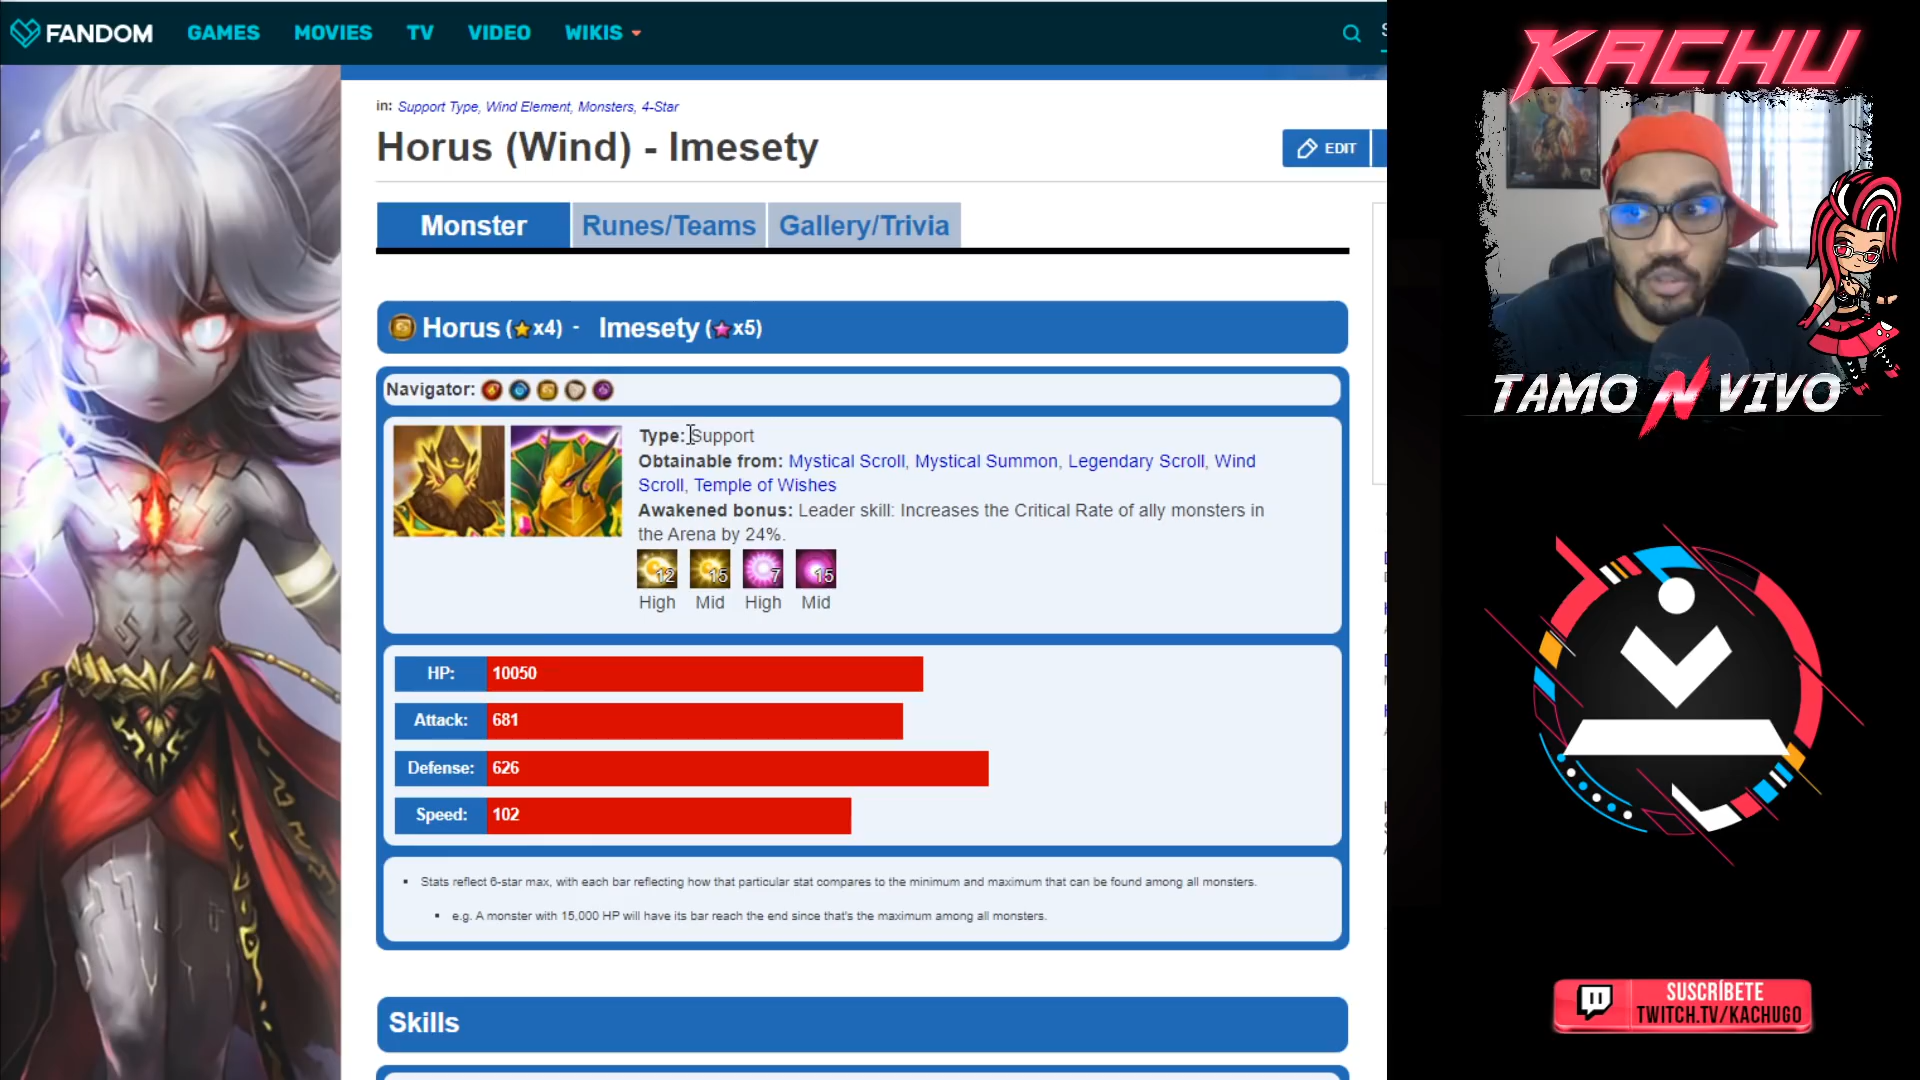 FANDOM
GAMES
MOVIES
TV
VIDEO
WIKIS
in: Support Type, Wind Element, Monsters, 4-Star
Horus (Wind) - Imesety
EDIT
Monster
Runes/Teams
Gallery/Trivia
Horus (x4) - Imesety (x5)
Navigator:
Type: Support
Obtainable from: Mystical Scroll, Mystical Summon, Legendary Scroll, Wind
Scroll, Temple of Wishes
Awakened bonus: Leader skill: Increases the Critical Rate of ally monsters in
the Arena by 24%.
12 15 7 15
High Mid High Mid
HP: 10050
Attack: 681
Defense: 626
Speed: 102
Stats reflect 6-star max, with each bar reflecting how that particular stat compares to the minimum and maximum that can be found among all monsters.
e.g. A monster with 15,000 HP will have its bar reach the end since that's the maximum among all monsters.
Skills
KACHU
TAMO N VIVO
SUSCRÍBETE
TWITCH.TV/KACHUGO